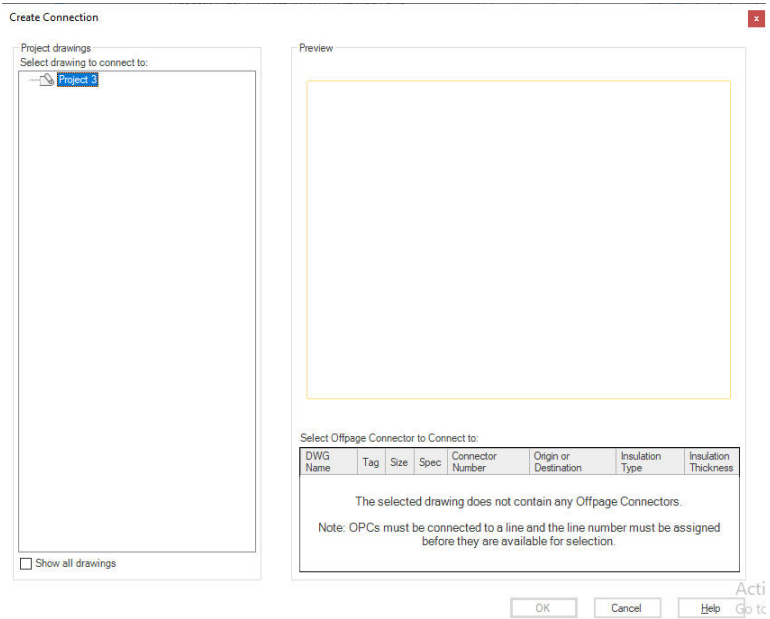 Create Connection
x
Project drawings
Select drawing to connect to:
Project 3
Show all drawings
Preview
Select Offpage Connector to Connect to:
DWG Name
Tag
Size
Spec
Connector Number
Origin or Destination
Insulation Type
Insulation Thickness
The selected drawing does not contain any Offpage Connectors.
Note: OPCs must be connected to a line and the line number must be assigned
before they are available for selection.
Acti
Go to
OK
Cancel
Help